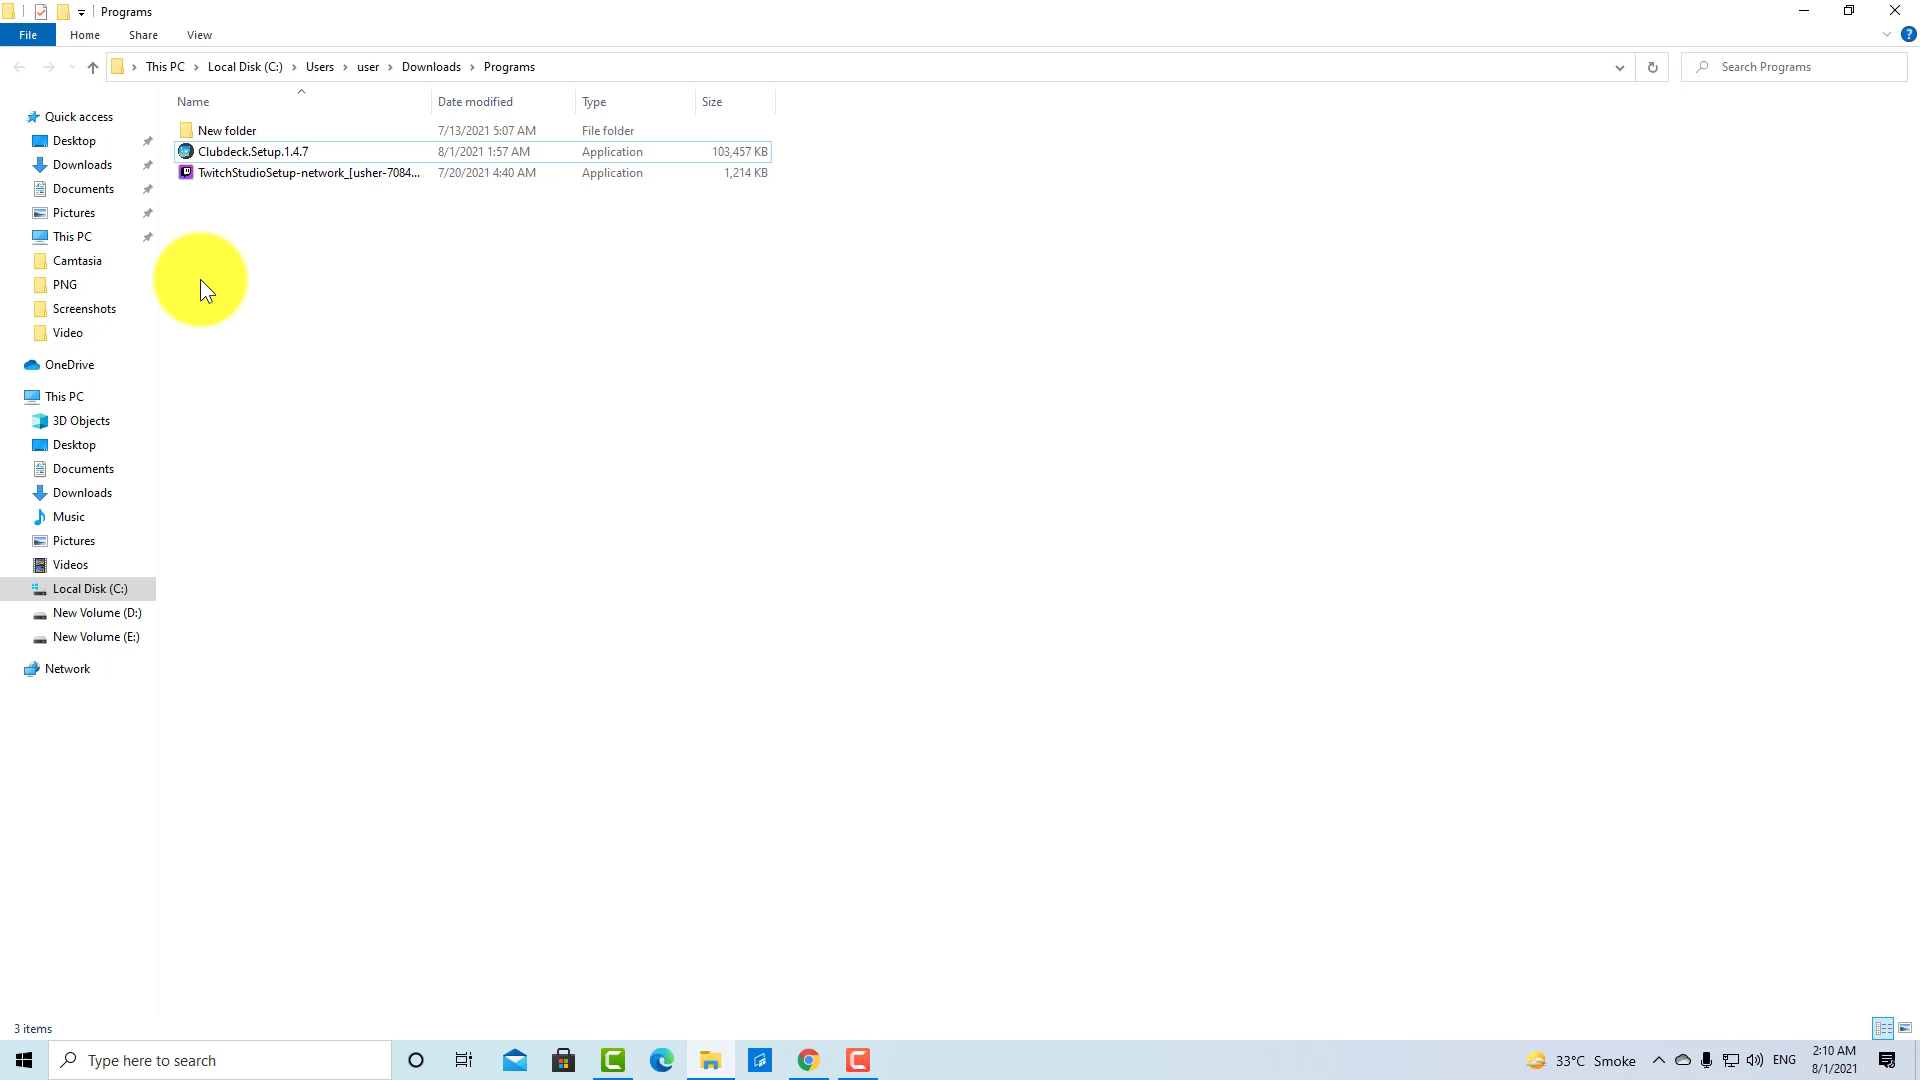 Programs
File Home Share View
This PC Local Disk (C:) Users user Downloads Programs
Search Programs
Name Date modified Type Size
New folder 7/13/2021 5:07 AM File folder
Clubdeck.Setup.1.4.7 8/1/2021 1:57 AM Application 103,457 KB
TwitchStudioSetup-network_[usher-7084... 7/20/2021 4:40 AM Application 1,214 KB
Quick access
Desktop
Downloads
Documents
Pictures
This PC
Camtasia
PNG
Screenshots
Video
OneDrive
This PC
3D Objects
Desktop
Documents
Downloads
Music
Pictures
Videos
Local Disk (C:)
New Volume (D:)
New Volume (E:)
Network
3 items
Type here to search
33°C Smoke
ENG
2:10 AM
8/1/2021